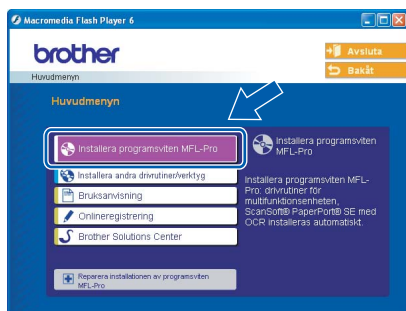 Macromedia Flash Player 6
brother
Avsluta
Bakåt
Huvudmenyn
Huvudmenyn
Installera programsviten MFL-Pro
Installera andra drivrutiner/verktyg
Bruksanvisning
Onlineregistrering
Brother Solutions Center
Reparera installationen av programsviten
MFL-Pro
Installera programsviten
MFL-Pro
Installera programsviten MFL-
Pro: drivrutiner för
multifunktionsenheten,
ScanSoft® PaperPort® SE med
OCR installeras automatiskt.